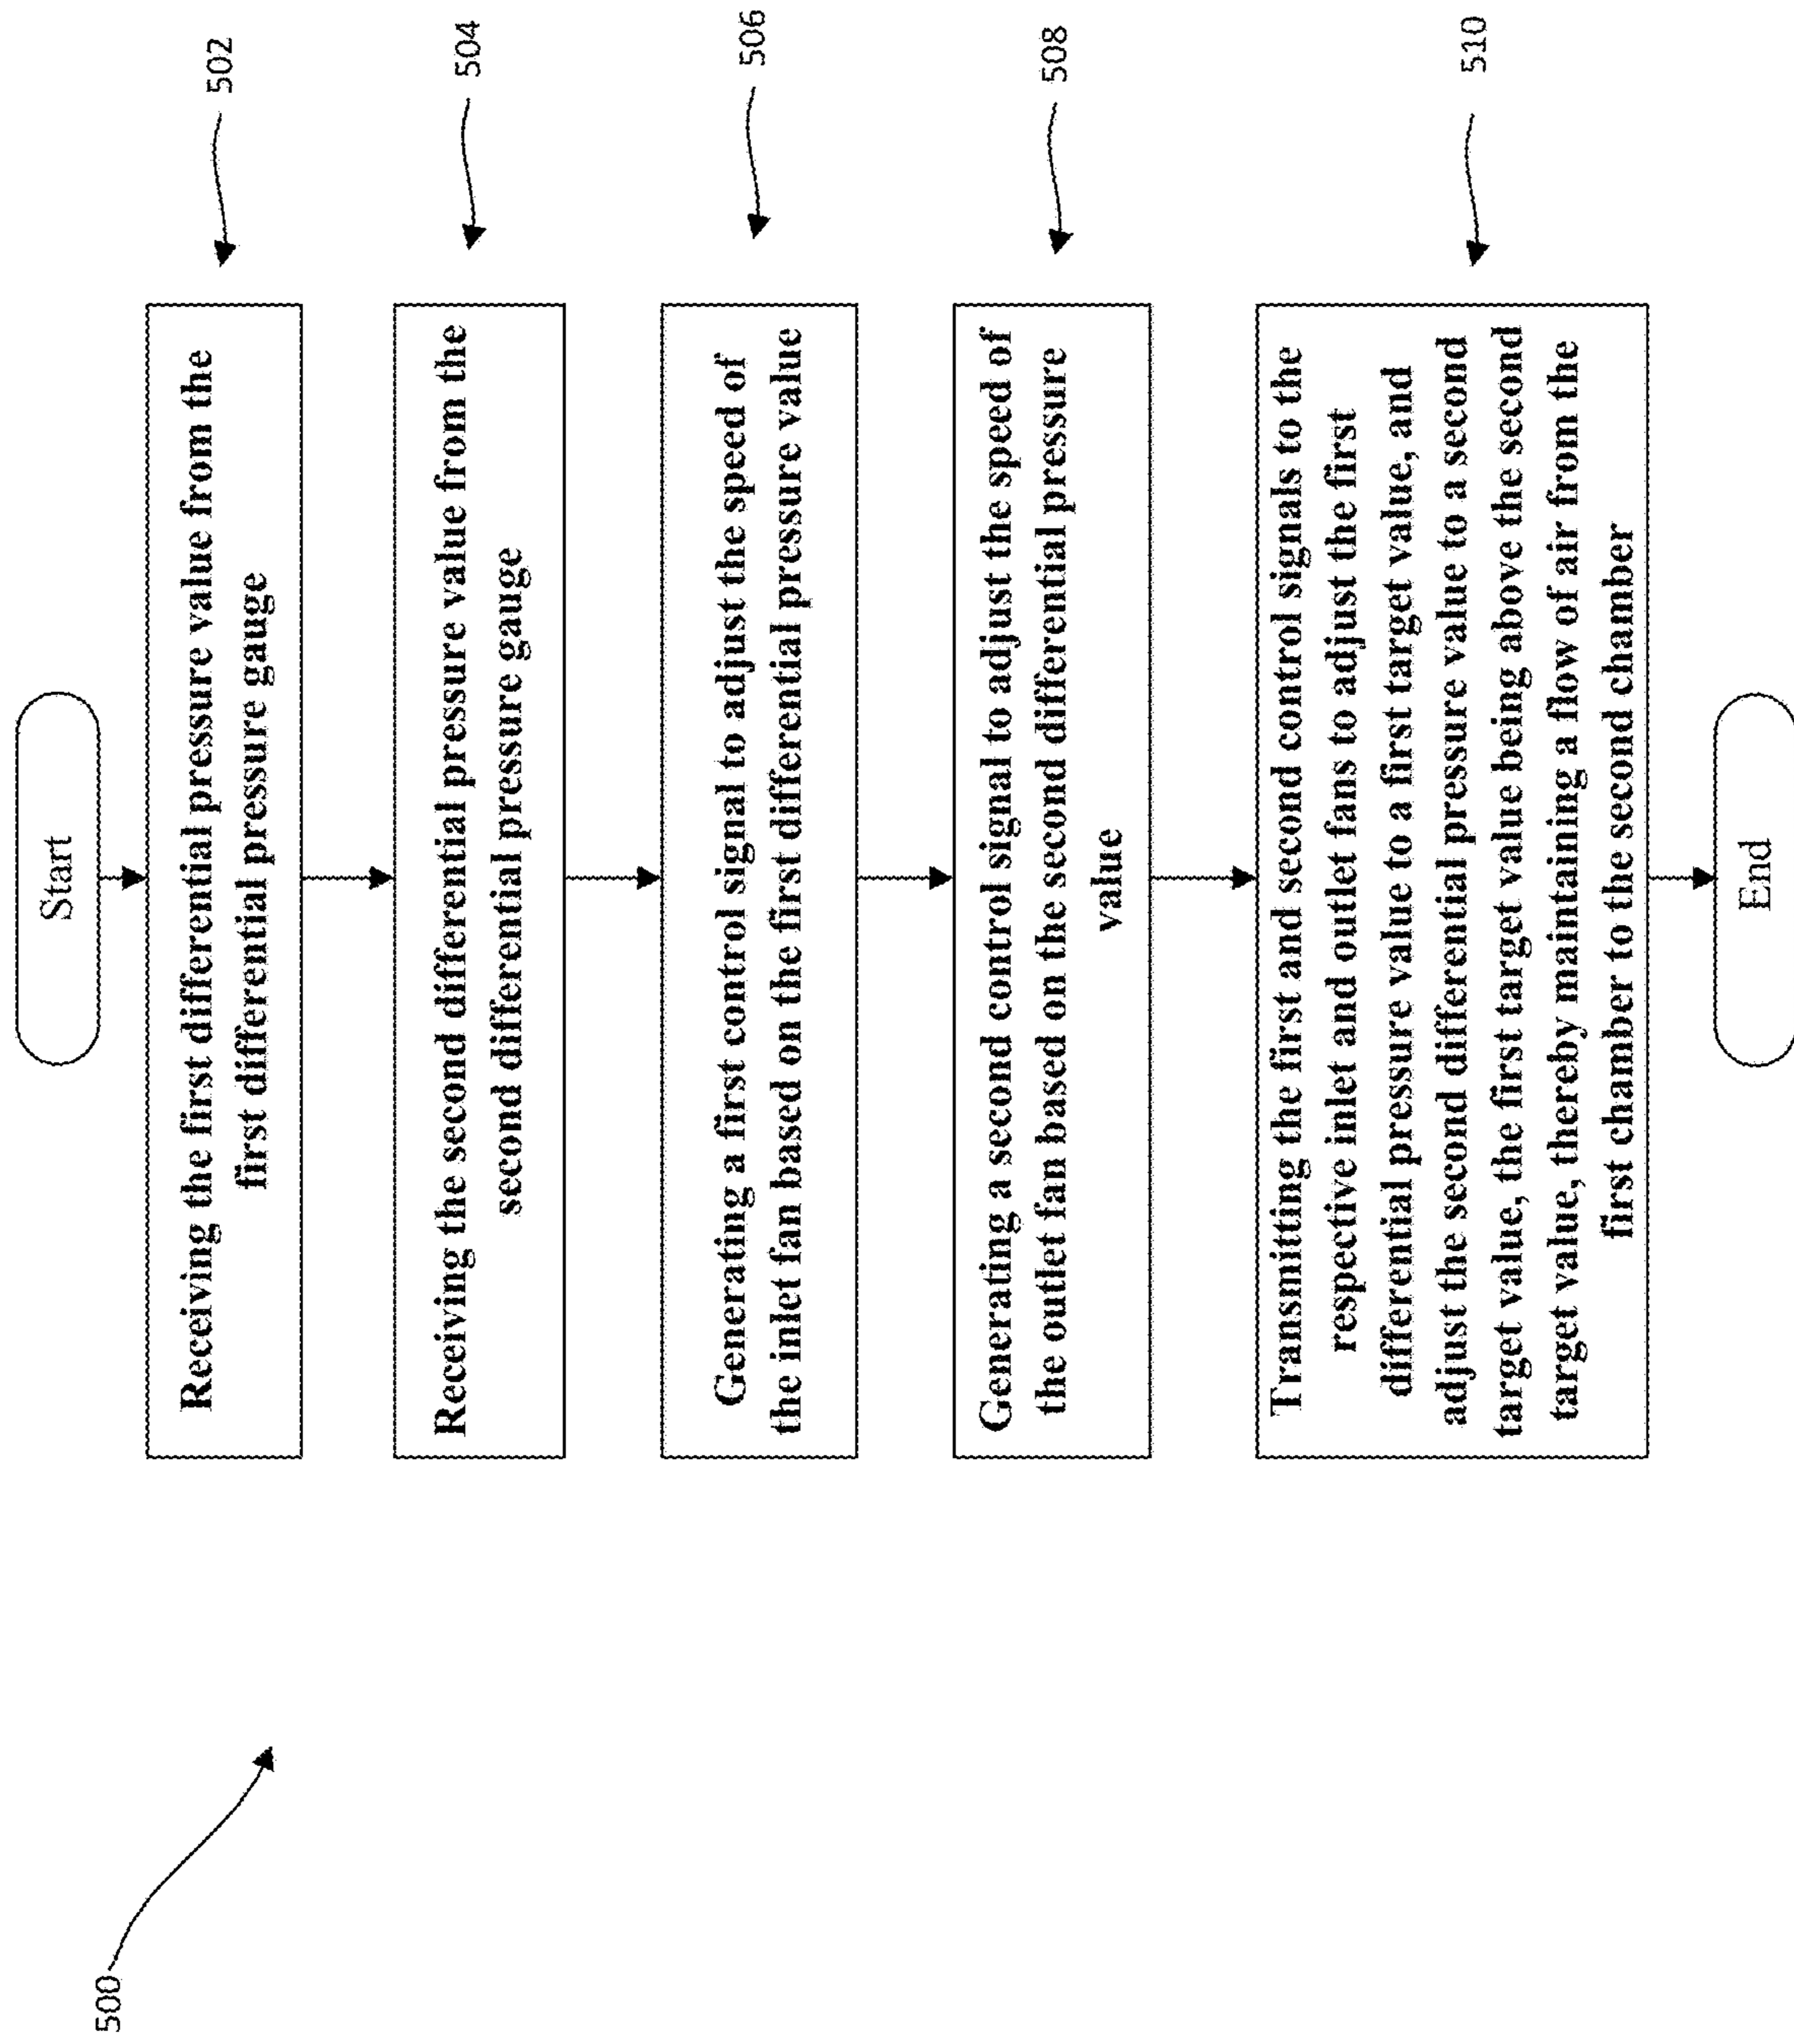 500
Start
Receiving the first differential pressure value from the
first differential pressure gauge
502
Receiving the second differential pressure value from the
second differential pressure gauge
504
Generating a first control signal to adjust the speed of
the inlet fan based on the first differential pressure value
506
Generating a second control signal to adjust the speed of
the outlet fan based on the second differential pressure
value
508
Transmitting the first and second control signals to the
respective inlet and outlet fans to adjust the first
differential pressure value to a first target value, and
adjust the second differential pressure value to a second
target value, the first target value being above the second
target value, thereby maintaining a flow of air from the
first chamber to the second chamber
510
End